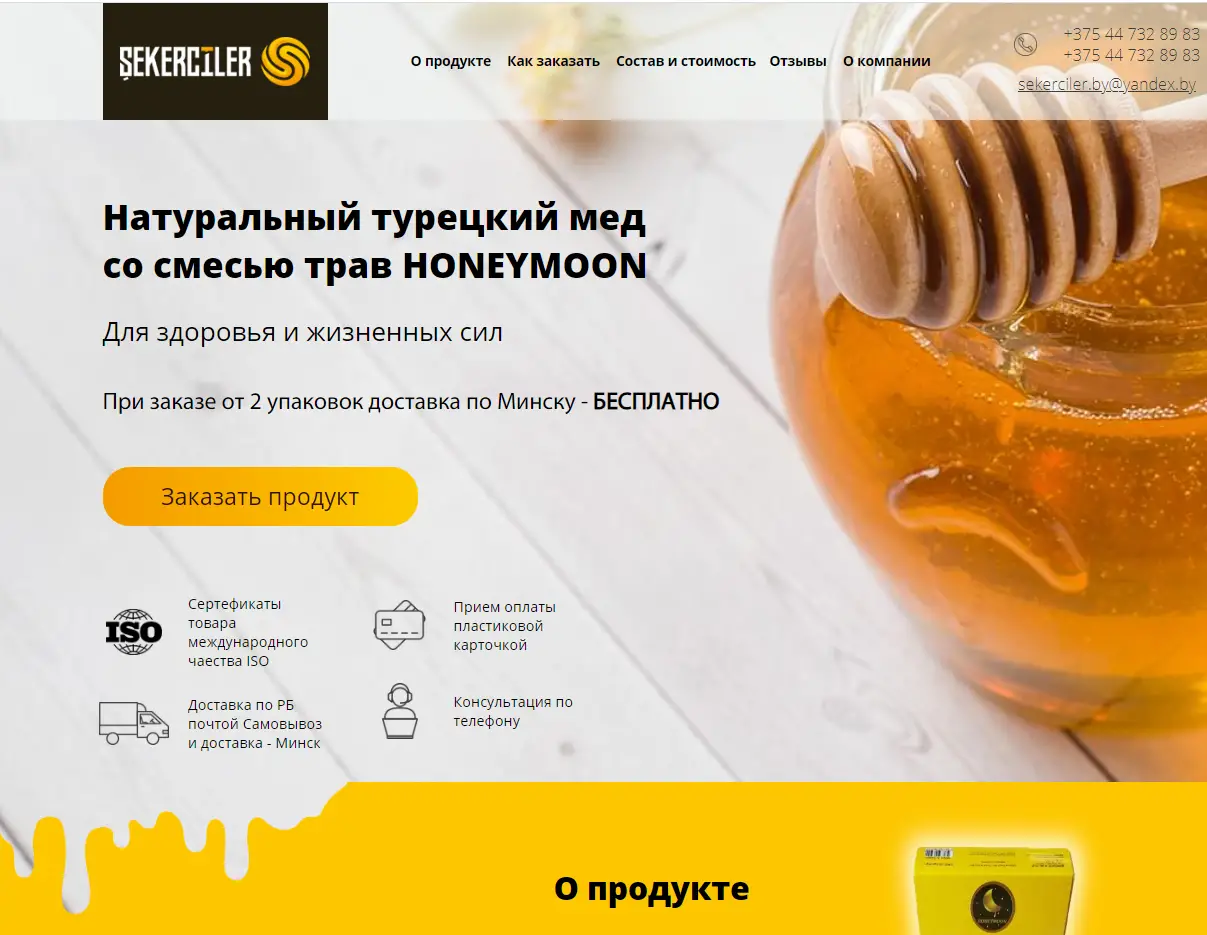 ŞEKERCİLER
О продукте Как заказать Состав и стоимость Отзывы О компании
+375 44 732 89 83
+375 44 732 89 83
sekerciler.by@yandex.by
Натуральный турецкий мед
со смесью трав HONEYMOON
Для здоровья и жизненных сил
При заказе от 2 упаковок доставка по Минску - БЕСПЛАТНО
Заказать продукт
ISO
Сертефикаты
товара
международного
чаества ISO
Прием оплаты
пластиковой
карточкой
Доставка по РБ
почтой Самовывоз
и доставка - Минск
Консультация по
телефону
О продукте
HONEYMOON